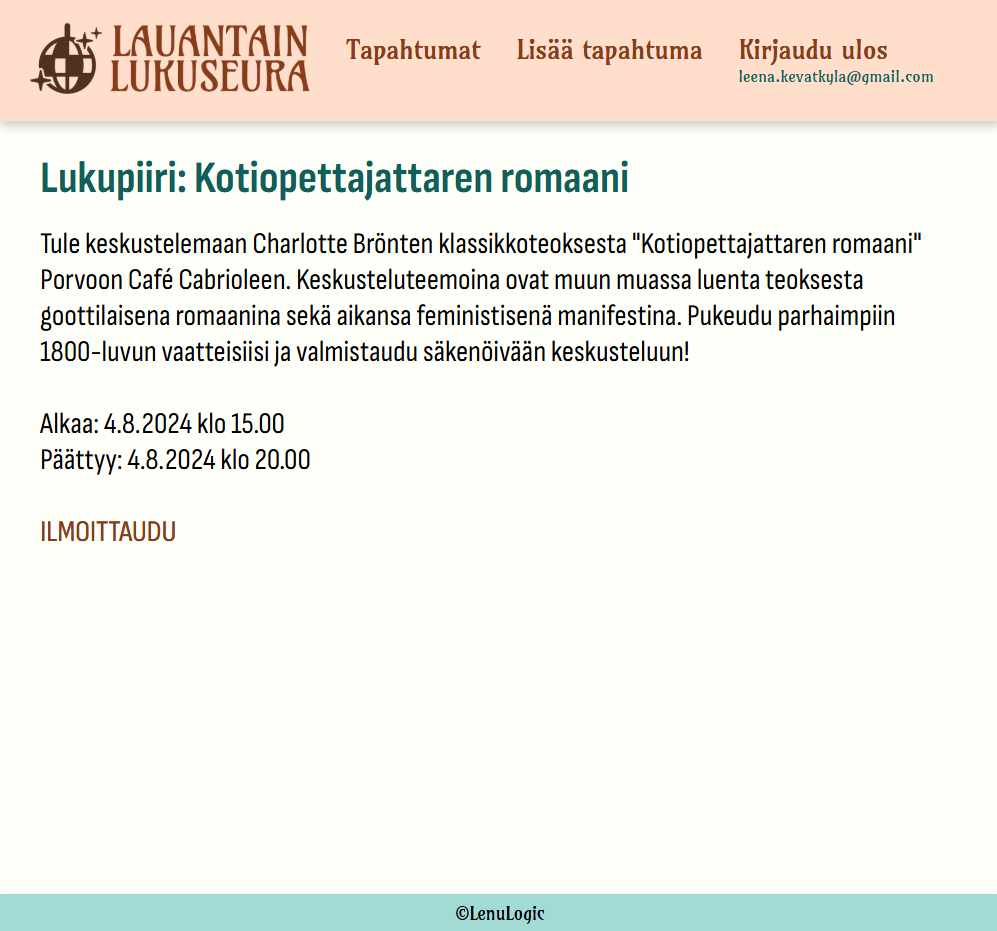 LAUANTAIN
LUKUSEURA
Tapahtumat
Lisää tapahtuma
Kirjaudu ulos
leena.kevatkyla@gmail.com
Lukupiiri: Kotiopettajattaren romaani
Tule keskustelemaan Charlotte Brönten klassikkoteoksesta "Kotiopettajattaren romaani"
Porvoon Café Cabrioleen. Keskusteluteemoina ovat muun muassa luenta teoksesta
goottilaisena romaanina sekä aikansa feministisenä manifestina. Pukeudu parhaimpiin
1800-luvun vaatteisiisi ja valmistaudu säkenöivään keskusteluun!
Alkaa: 4.8.2024 klo 15.00
Päättyy: 4.8.2024 klo 20.00
ILMOITTAUDU
©LenuLogic